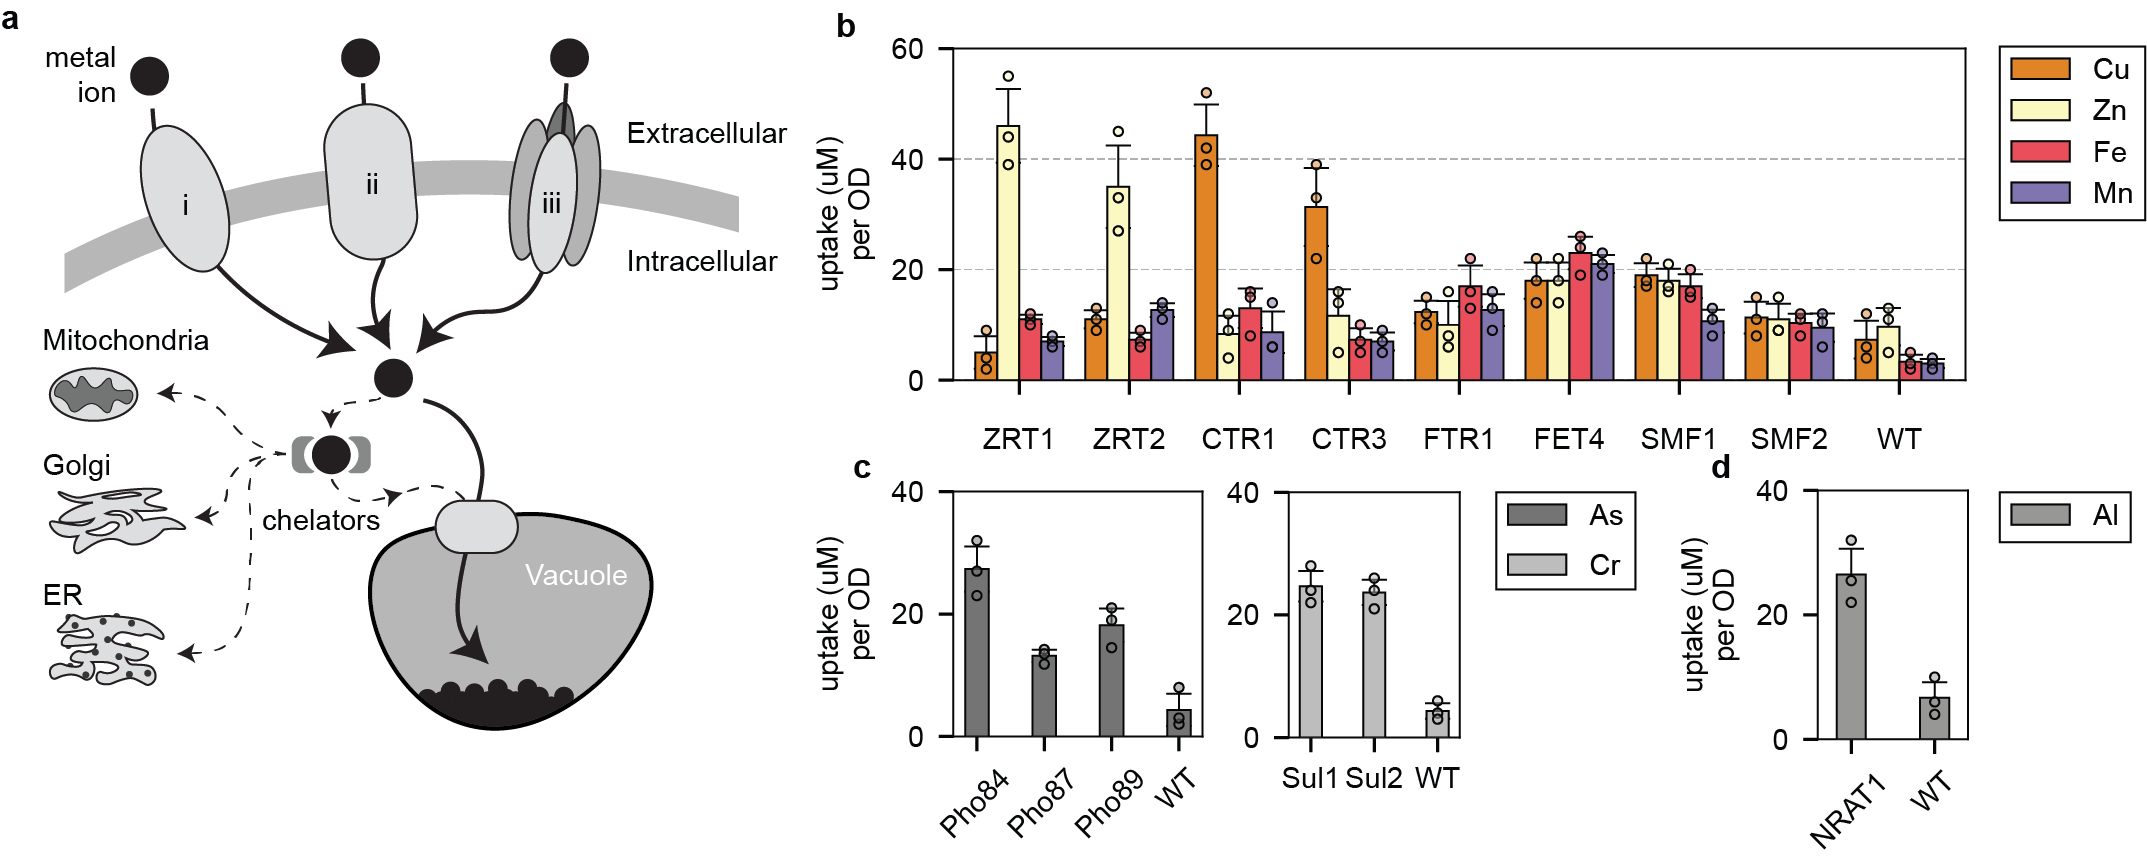 a
metal
ion
i
ii
iii
Extracellular
Intracellular
Mitochondria
Golgi
chelators
ER
Vacuole
b
uptake (uM)
per OD
60
40
20
0
ZRT1 ZRT2 CTR1 CTR3 FTR1 FET4 SMF1 SMF2 WT
Cu
Zn
Fe
Mn
c
uptake (uM)
per OD
40
20
0
Pho84 Pho87 Pho89 WT
40
20
0
Sul1 Sul2 WT
As
Cr
d
uptake (uM)
per OD
40
20
0
NRAT1 WT
Al